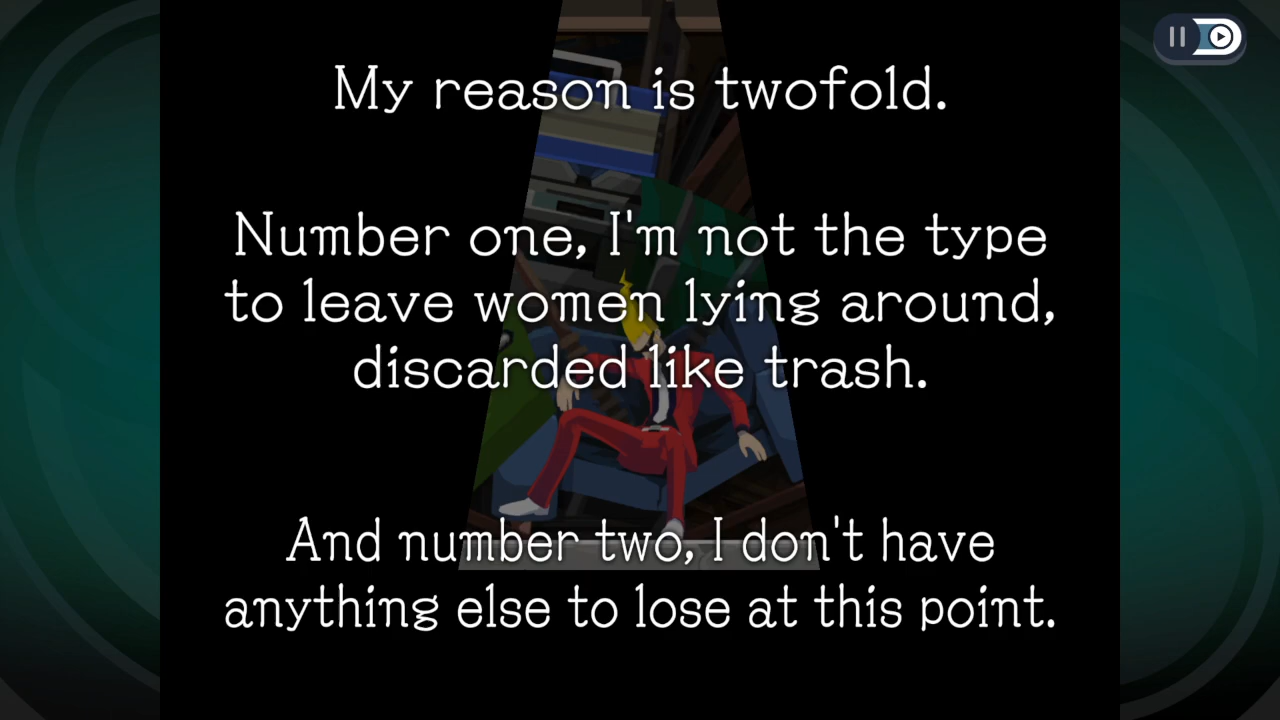 My reason is twofold.
Number one, I'm not the type
to leave women lying around,
discarded like trash.
And number two, I don't have
anything else to lose at this point.